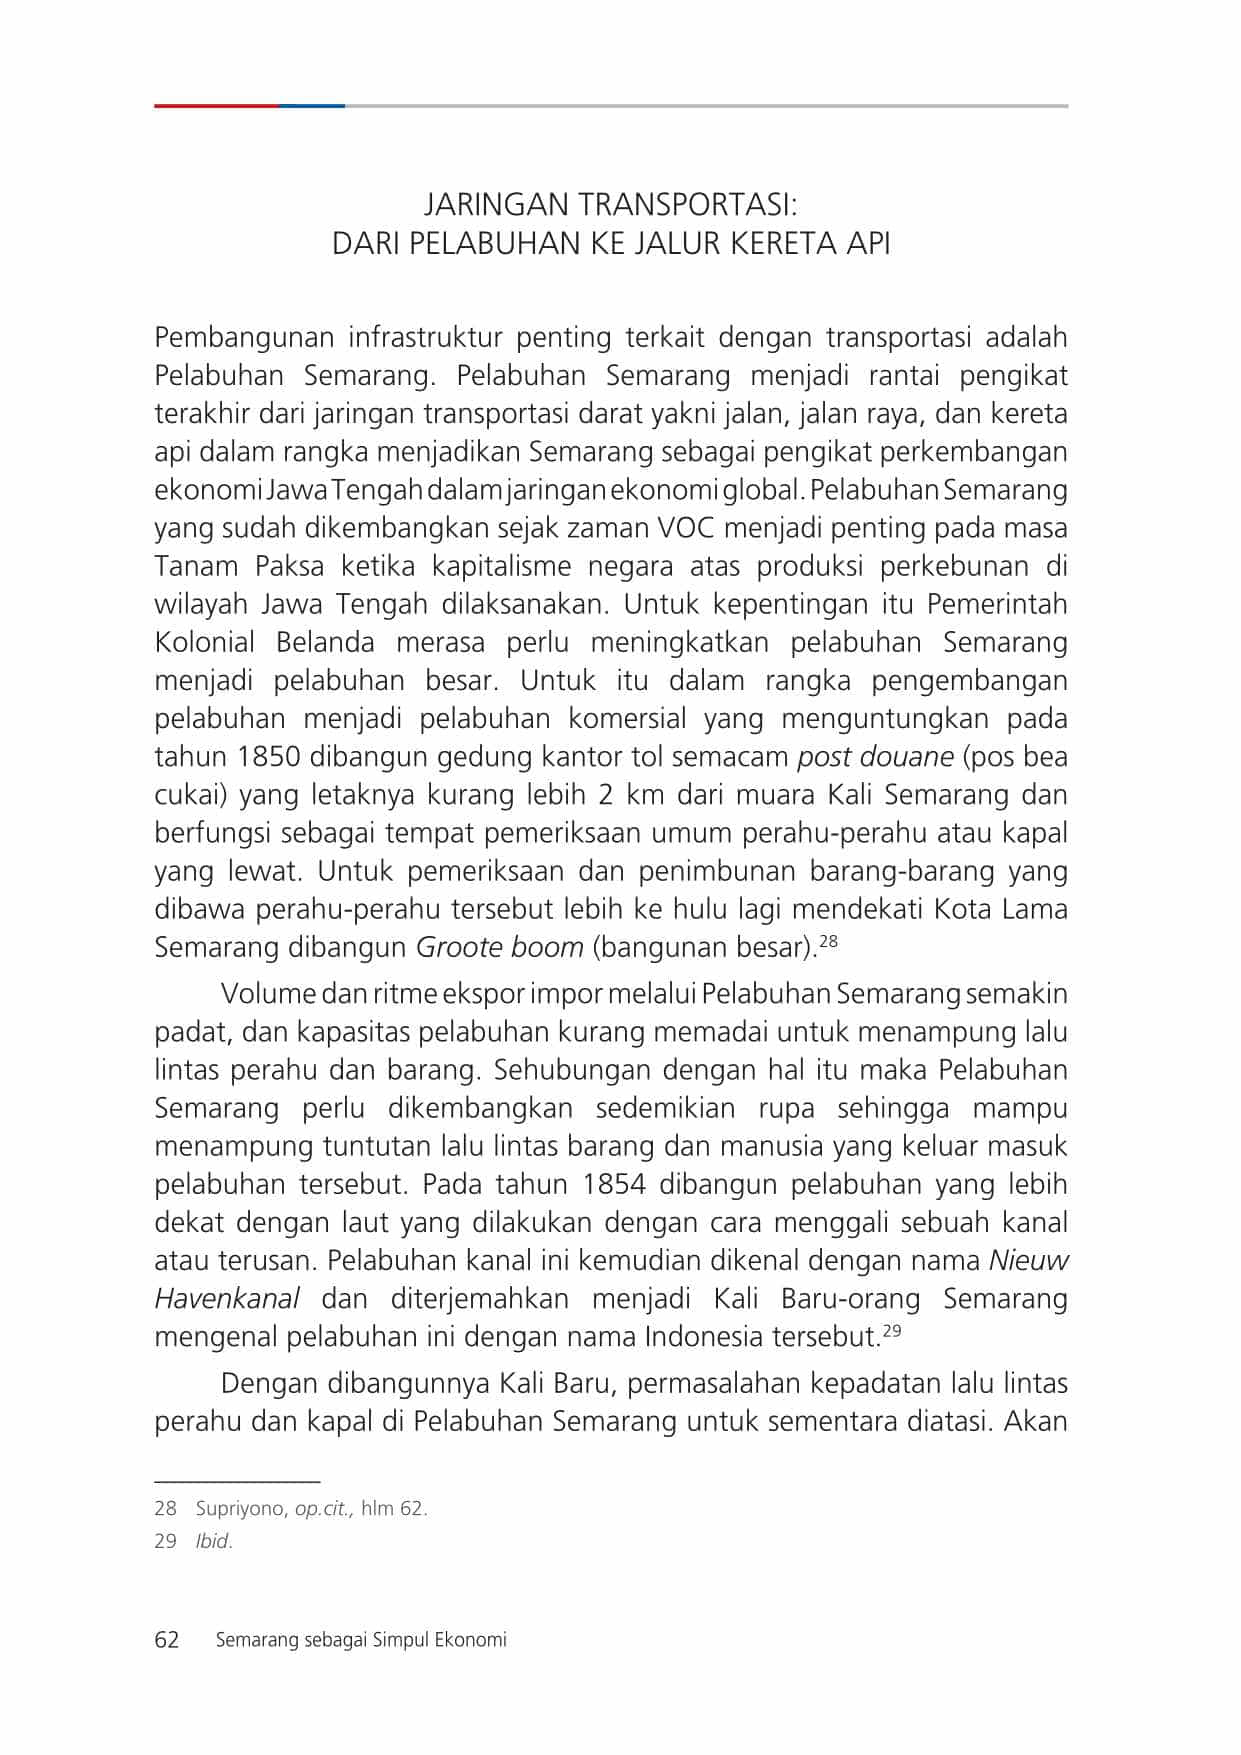 JARINGAN TRANSPORTASI:
DARI PELABUHAN KE JALUR KERETA API
Pembangunan infrastruktur penting terkait dengan transportasi adalah
Pelabuhan Semarang. Pelabuhan Semarang menjadi rantai pengikat
terakhir dari jaringan transportasi darat yakni jalan, jalan raya, dan kereta
api dalam rangka menjadikan Semarang sebagai pengikat perkembangan
ekonomi Jawa Tengah dalam jaringan ekonomi global. Pelabuhan Semarang
yang sudah dikembangkan sejak zaman VOC menjadi penting pada masa
Tanam Paksa ketika kapitalisme negara atas produksi perkebunan di
wilayah Jawa Tengah dilaksanakan. Untuk kepentingan itu Pemerintah
Kolonial Belanda merasa perlu meningkatkan pelabuhan Semarang
menjadi pelabuhan besar. Untuk itu dalam rangka pengembangan
pelabuhan menjadi pelabuhan komersial yang menguntungkan pada
tahun 1850 dibangun gedung kantor tol semacam post douane (pos bea
cukai) yang letaknya kurang lebih 2 km dari muara Kali Semarang dan
berfungsi sebagai tempat pemeriksaan umum perahu-perahu atau kapal
yang lewat. Untuk pemeriksaan dan penimbunan barang-barang yang
dibawa perahu-perahu tersebut lebih ke hulu lagi mendekati Kota Lama
Semarang dibangun Groote boom (bangunan besar).28
Volume dan ritme ekspor impor melalui Pelabuhan Semarang semakin
padat, dan kapasitas pelabuhan kurang memadai untuk menampung lalu
lintas perahu dan barang. Sehubungan dengan hal itu maka Pelabuhan
Semarang perlu dikembangkan sedemikian rupa sehingga mampu
menampung tuntutan lalu lintas barang dan manusia yang keluar masuk
pelabuhan tersebut. Pada tahun 1854 dibangun pelabuhan yang lebih
dekat dengan laut yang dilakukan dengan cara menggali sebuah kanal
atau terusan. Pelabuhan kanal ini kemudian dikenal dengan nama Nieuw
Havenkanal dan diterjemahkan menjadi Kali Baru-orang Semarang
mengenal pelabuhan ini dengan nama Indonesia tersebut.29
Dengan dibangunnya Kali Baru, permasalahan kepadatan lalu lintas
perahu dan kapal di Pelabuhan Semarang untuk sementara diatasi. Akan
28 Supriyono, op.cit., hlm 62.
29 Ibid.
62 Semarang sebagai Simpul Ekonomi